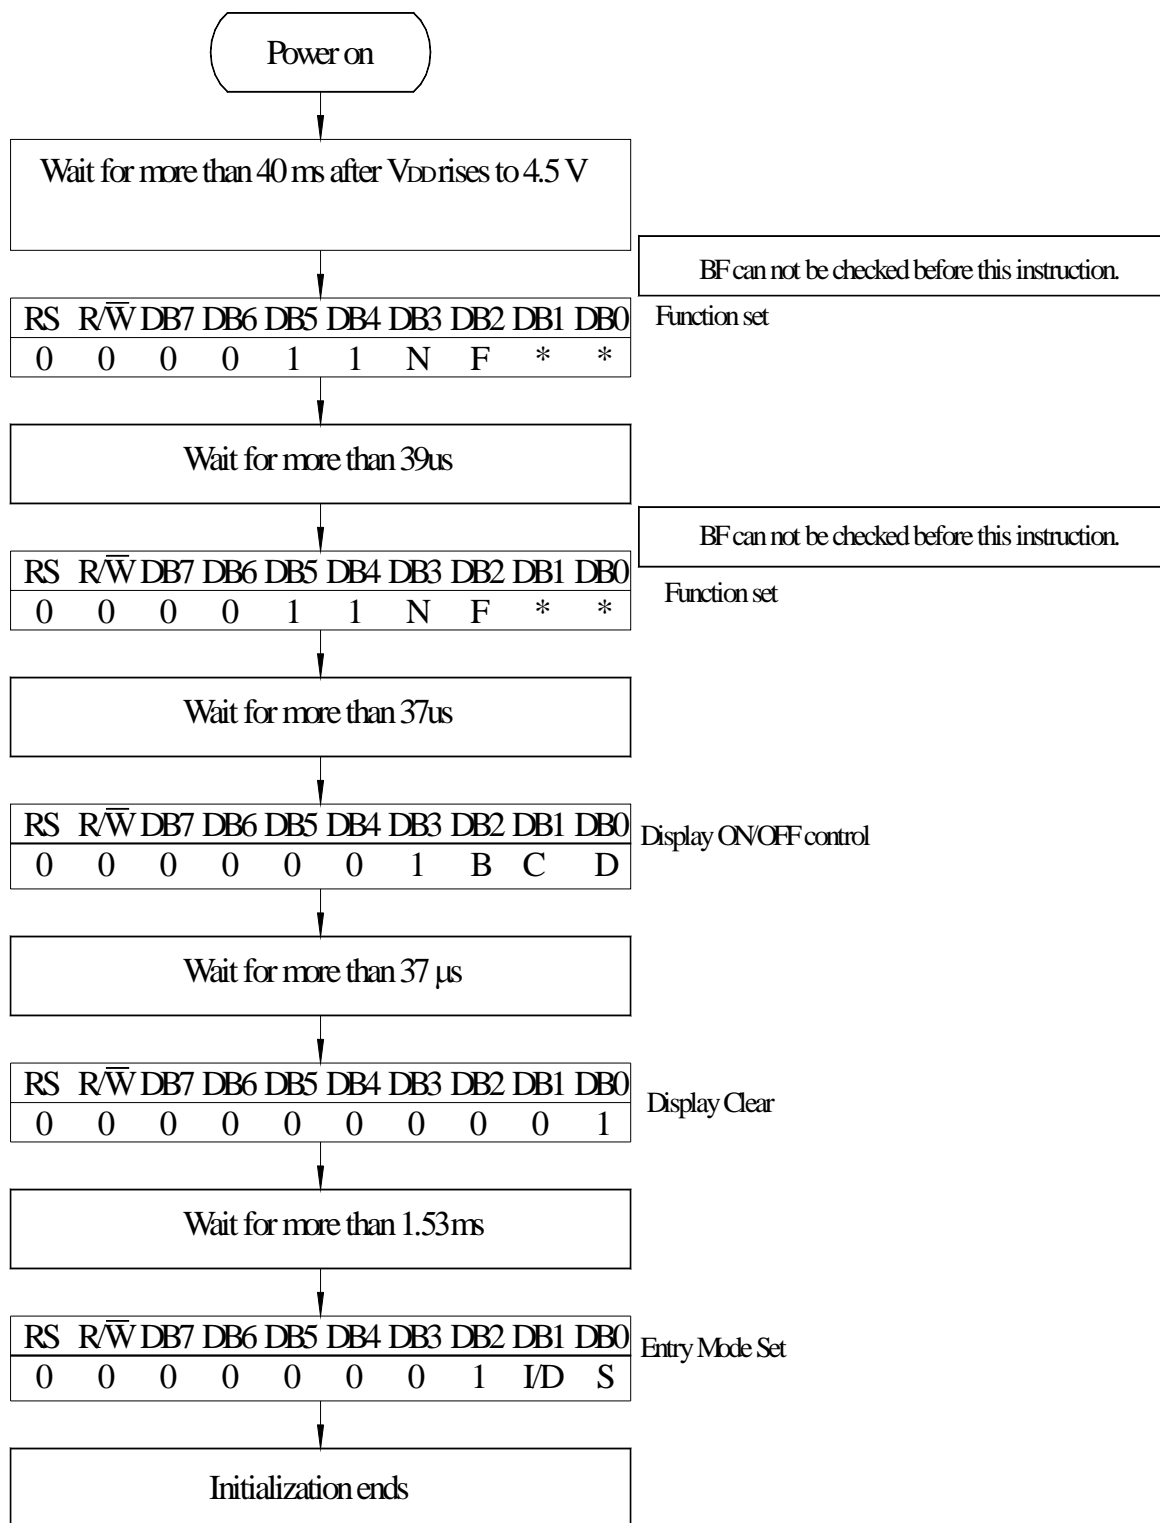 Power on
Wait for more than 40 ms after VDD rises to 4.5 V
BF can not be checked before this instruction.
RS R/W̅ DB7 DB6 DB5 DB4 DB3 DB2 DB1 DB0
Function set
0 0 0 0 1 1 N F * *
Wait for more than 39us
BF can not be checked before this instruction.
RS R/W̅ DB7 DB6 DB5 DB4 DB3 DB2 DB1 DB0
Function set
0 0 0 0 1 1 N F * *
Wait for more than 37us
RS R/W̅ DB7 DB6 DB5 DB4 DB3 DB2 DB1 DB0
Display ON/OFF control
0 0 0 0 0 0 1 B C D
Wait for more than 37 μs
RS R/W̅ DB7 DB6 DB5 DB4 DB3 DB2 DB1 DB0
Display Clear
0 0 0 0 0 0 0 0 0 1
Wait for more than 1.53ms
RS R/W̅ DB7 DB6 DB5 DB4 DB3 DB2 DB1 DB0
Entry Mode Set
0 0 0 0 0 0 0 1 I/D S
Initialization ends